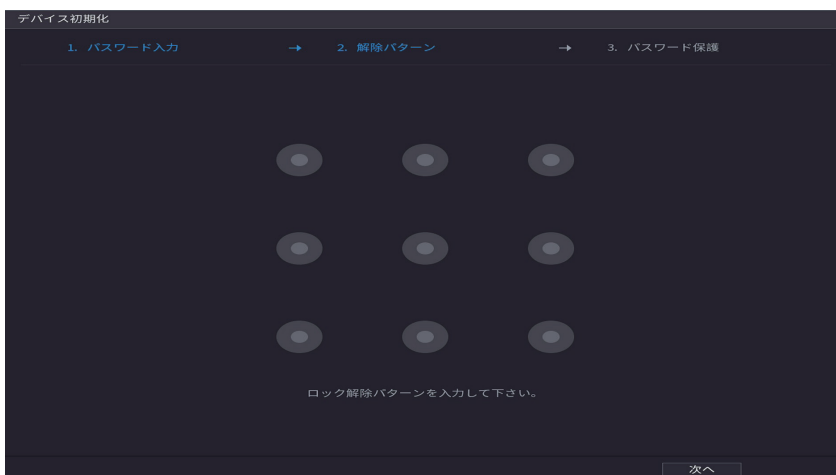 デバイス初期化
1. パスワード入力 → 2. 解除パターン → 3. パスワード保護
ロック解除パターンを入力して下さい。
次へ